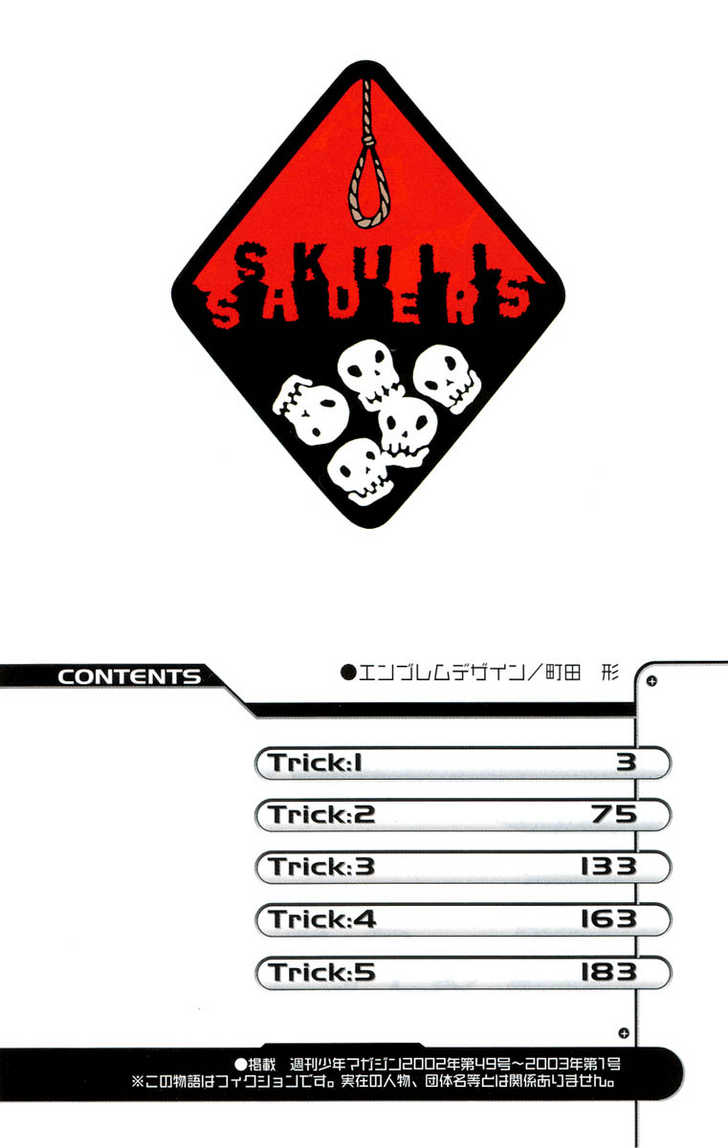 SKULL
SADERS
CONTENTS
●エンブレムデザイン/町田 形
Trick:1 3
Trick:2 75
Trick:3 133
Trick:4 163
Trick:5 183
●掲載 週刊少年マガジン2002年第49号～2003年第1号
※この物語はフィクションです。実在の人物、団体名等とは関係ありません。